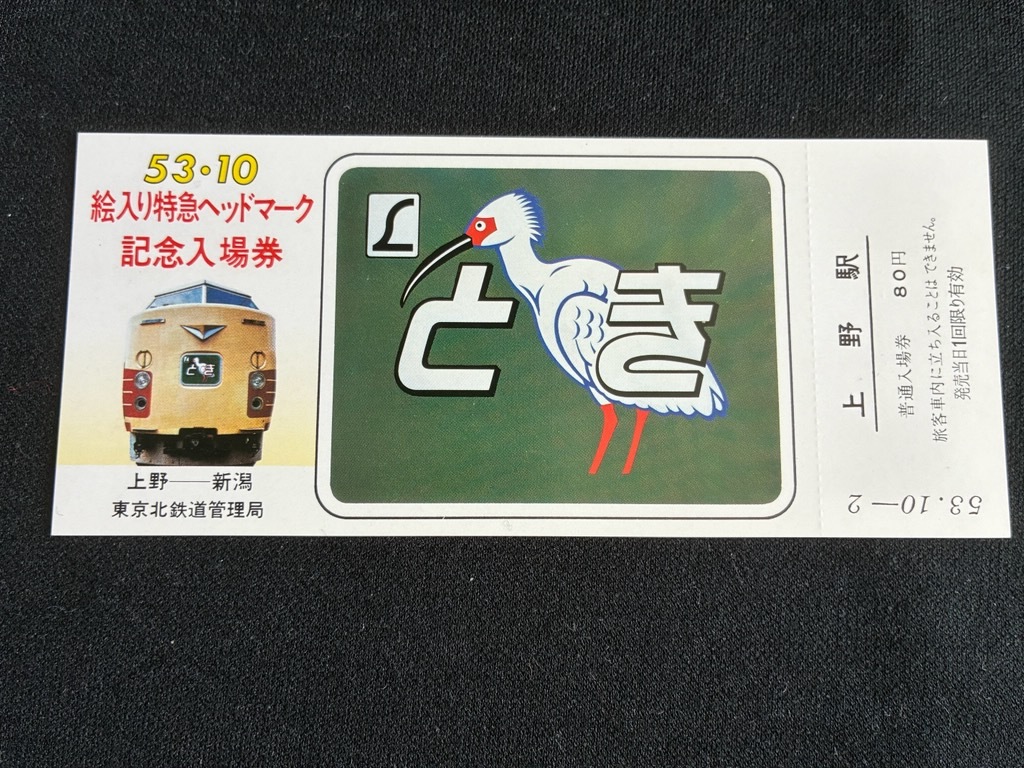 53・10
絵入り特急ヘッドマーク
記念入場券
とき
上野──新潟
東京北鉄道管理局
とき
上野駅
普通入場券 80円
旅客車内に立ち入ることはできません。
発売当日1回限り有効
53.10―2